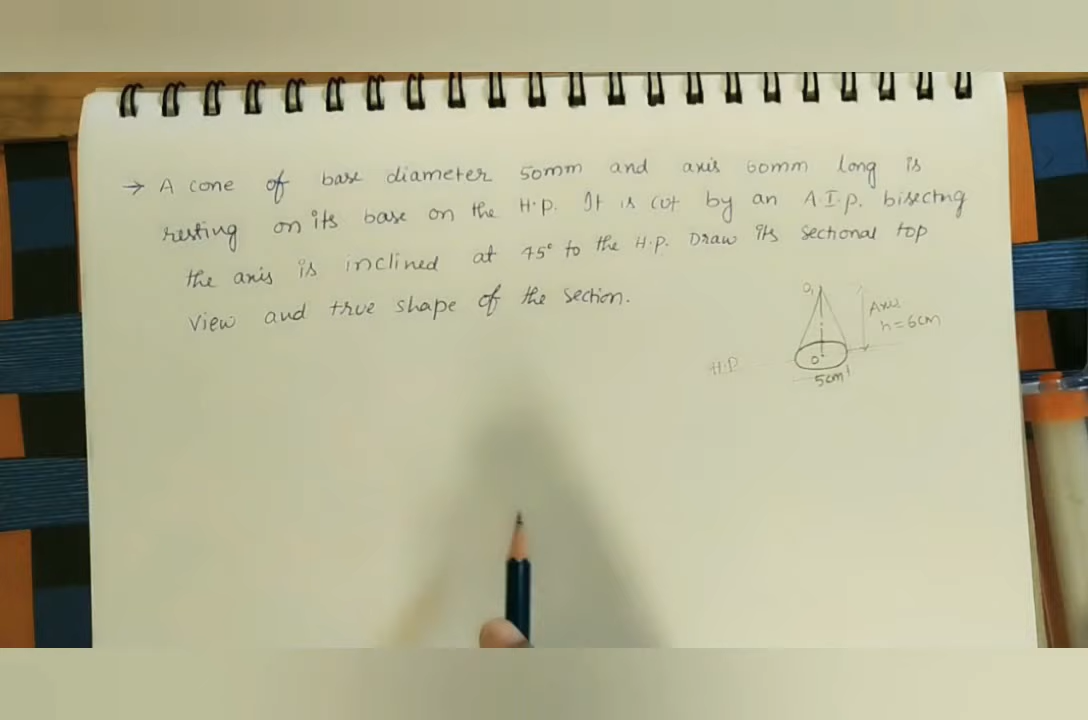 → A cone of base diameter 50mm and axis 60mm long is
resting on its base on the H.P. It is cut by an A.I.P. bisectng
the axis is inclined at 45° to the H.P. Draw its sectional top
view and true shape of the section.
O,
Axis
h=6cm
H.P
O
5cm